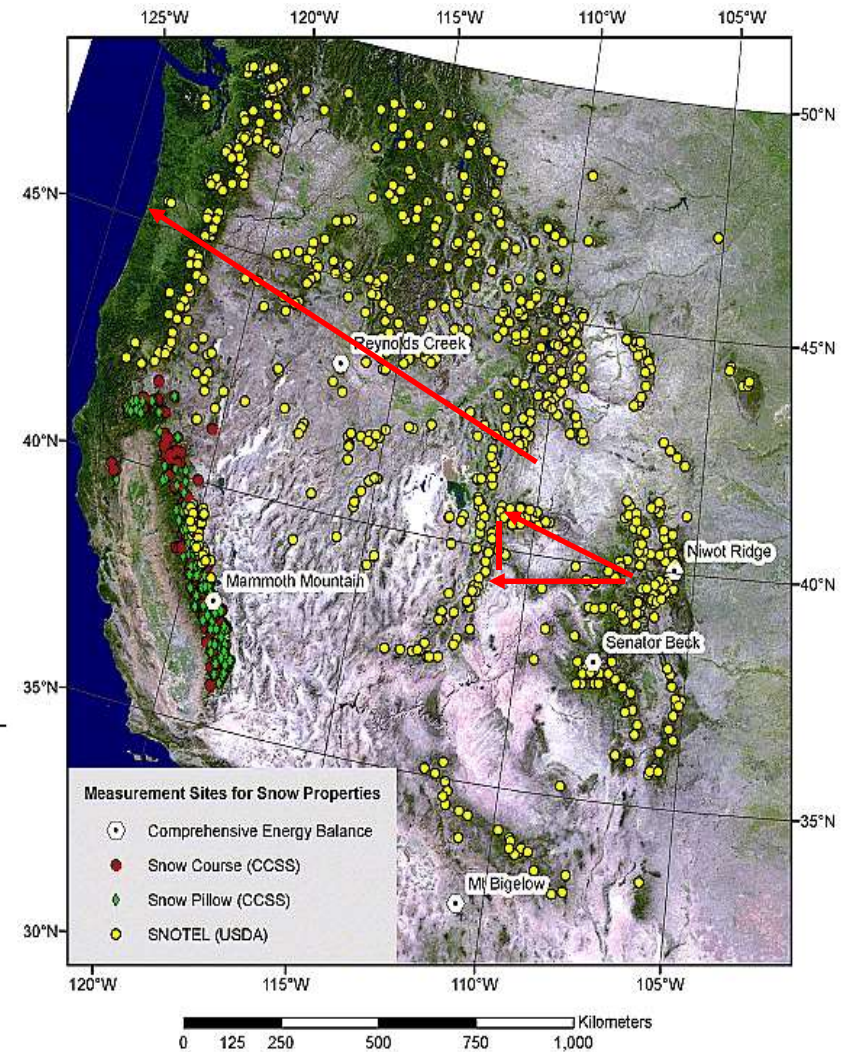 125°W 120°W 115°W 110°W 105°W
50°N
45°N
45°N
Reynolds Creek
40°N
Niwot Ridge
Mammoth Mountain
40°N
Senator Beck
35°N
Measurement Sites for Snow Properties
Comprehensive Energy Balance
35°N
Snow Course (CCSS)
Mt Bigelow
Snow Pillow (CCSS)
30°N
SNOTEL (USDA)
120°W 115°W 110°W 105°W
Kilometers
0 125 250 500 750 1,000